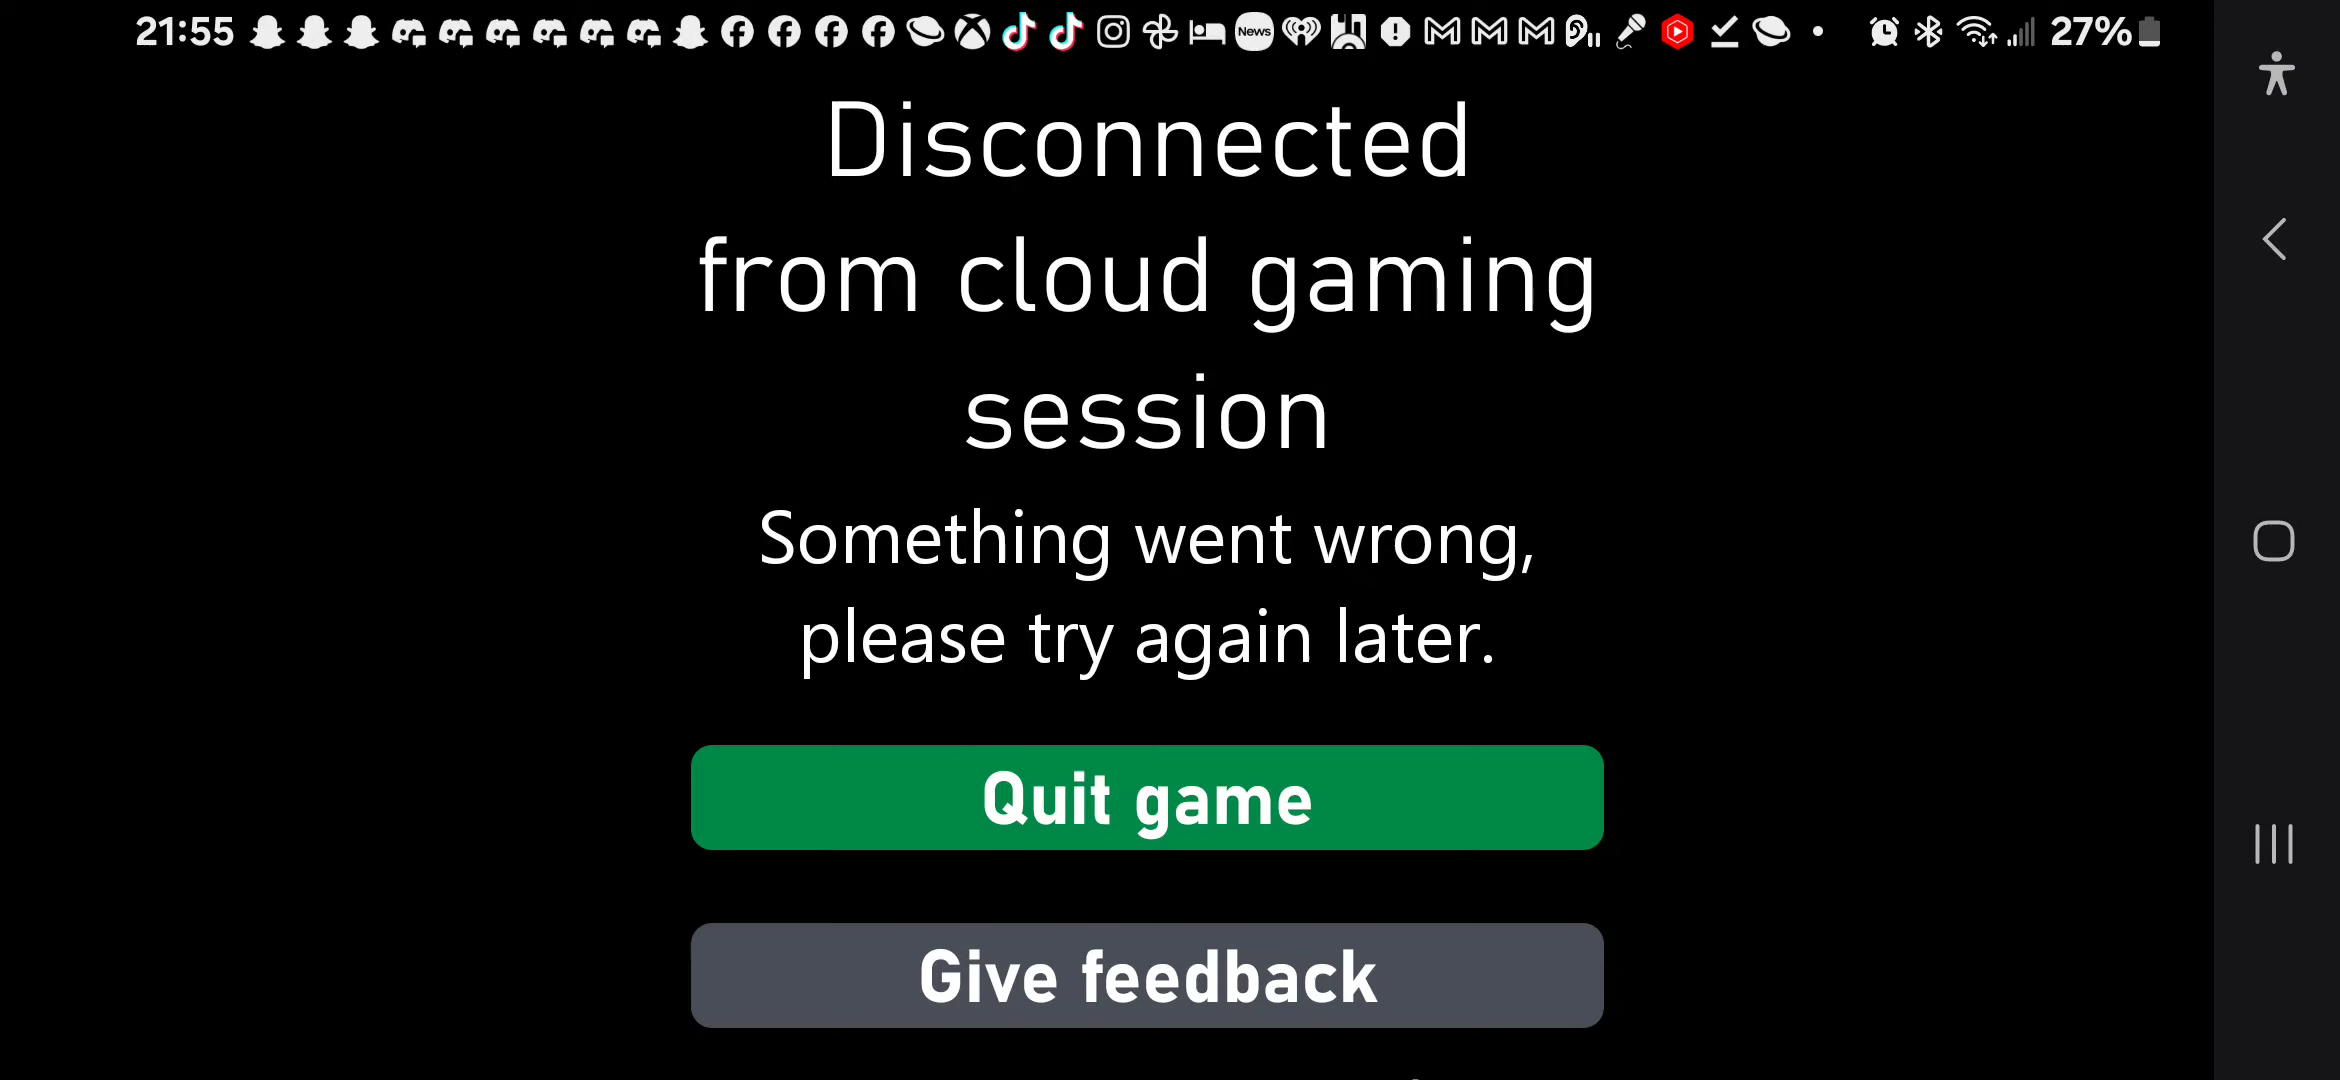 21:55 News 27%
Disconnected
from cloud gaming
session
Something went wrong,
please try again later.
Quit game
Give feedback